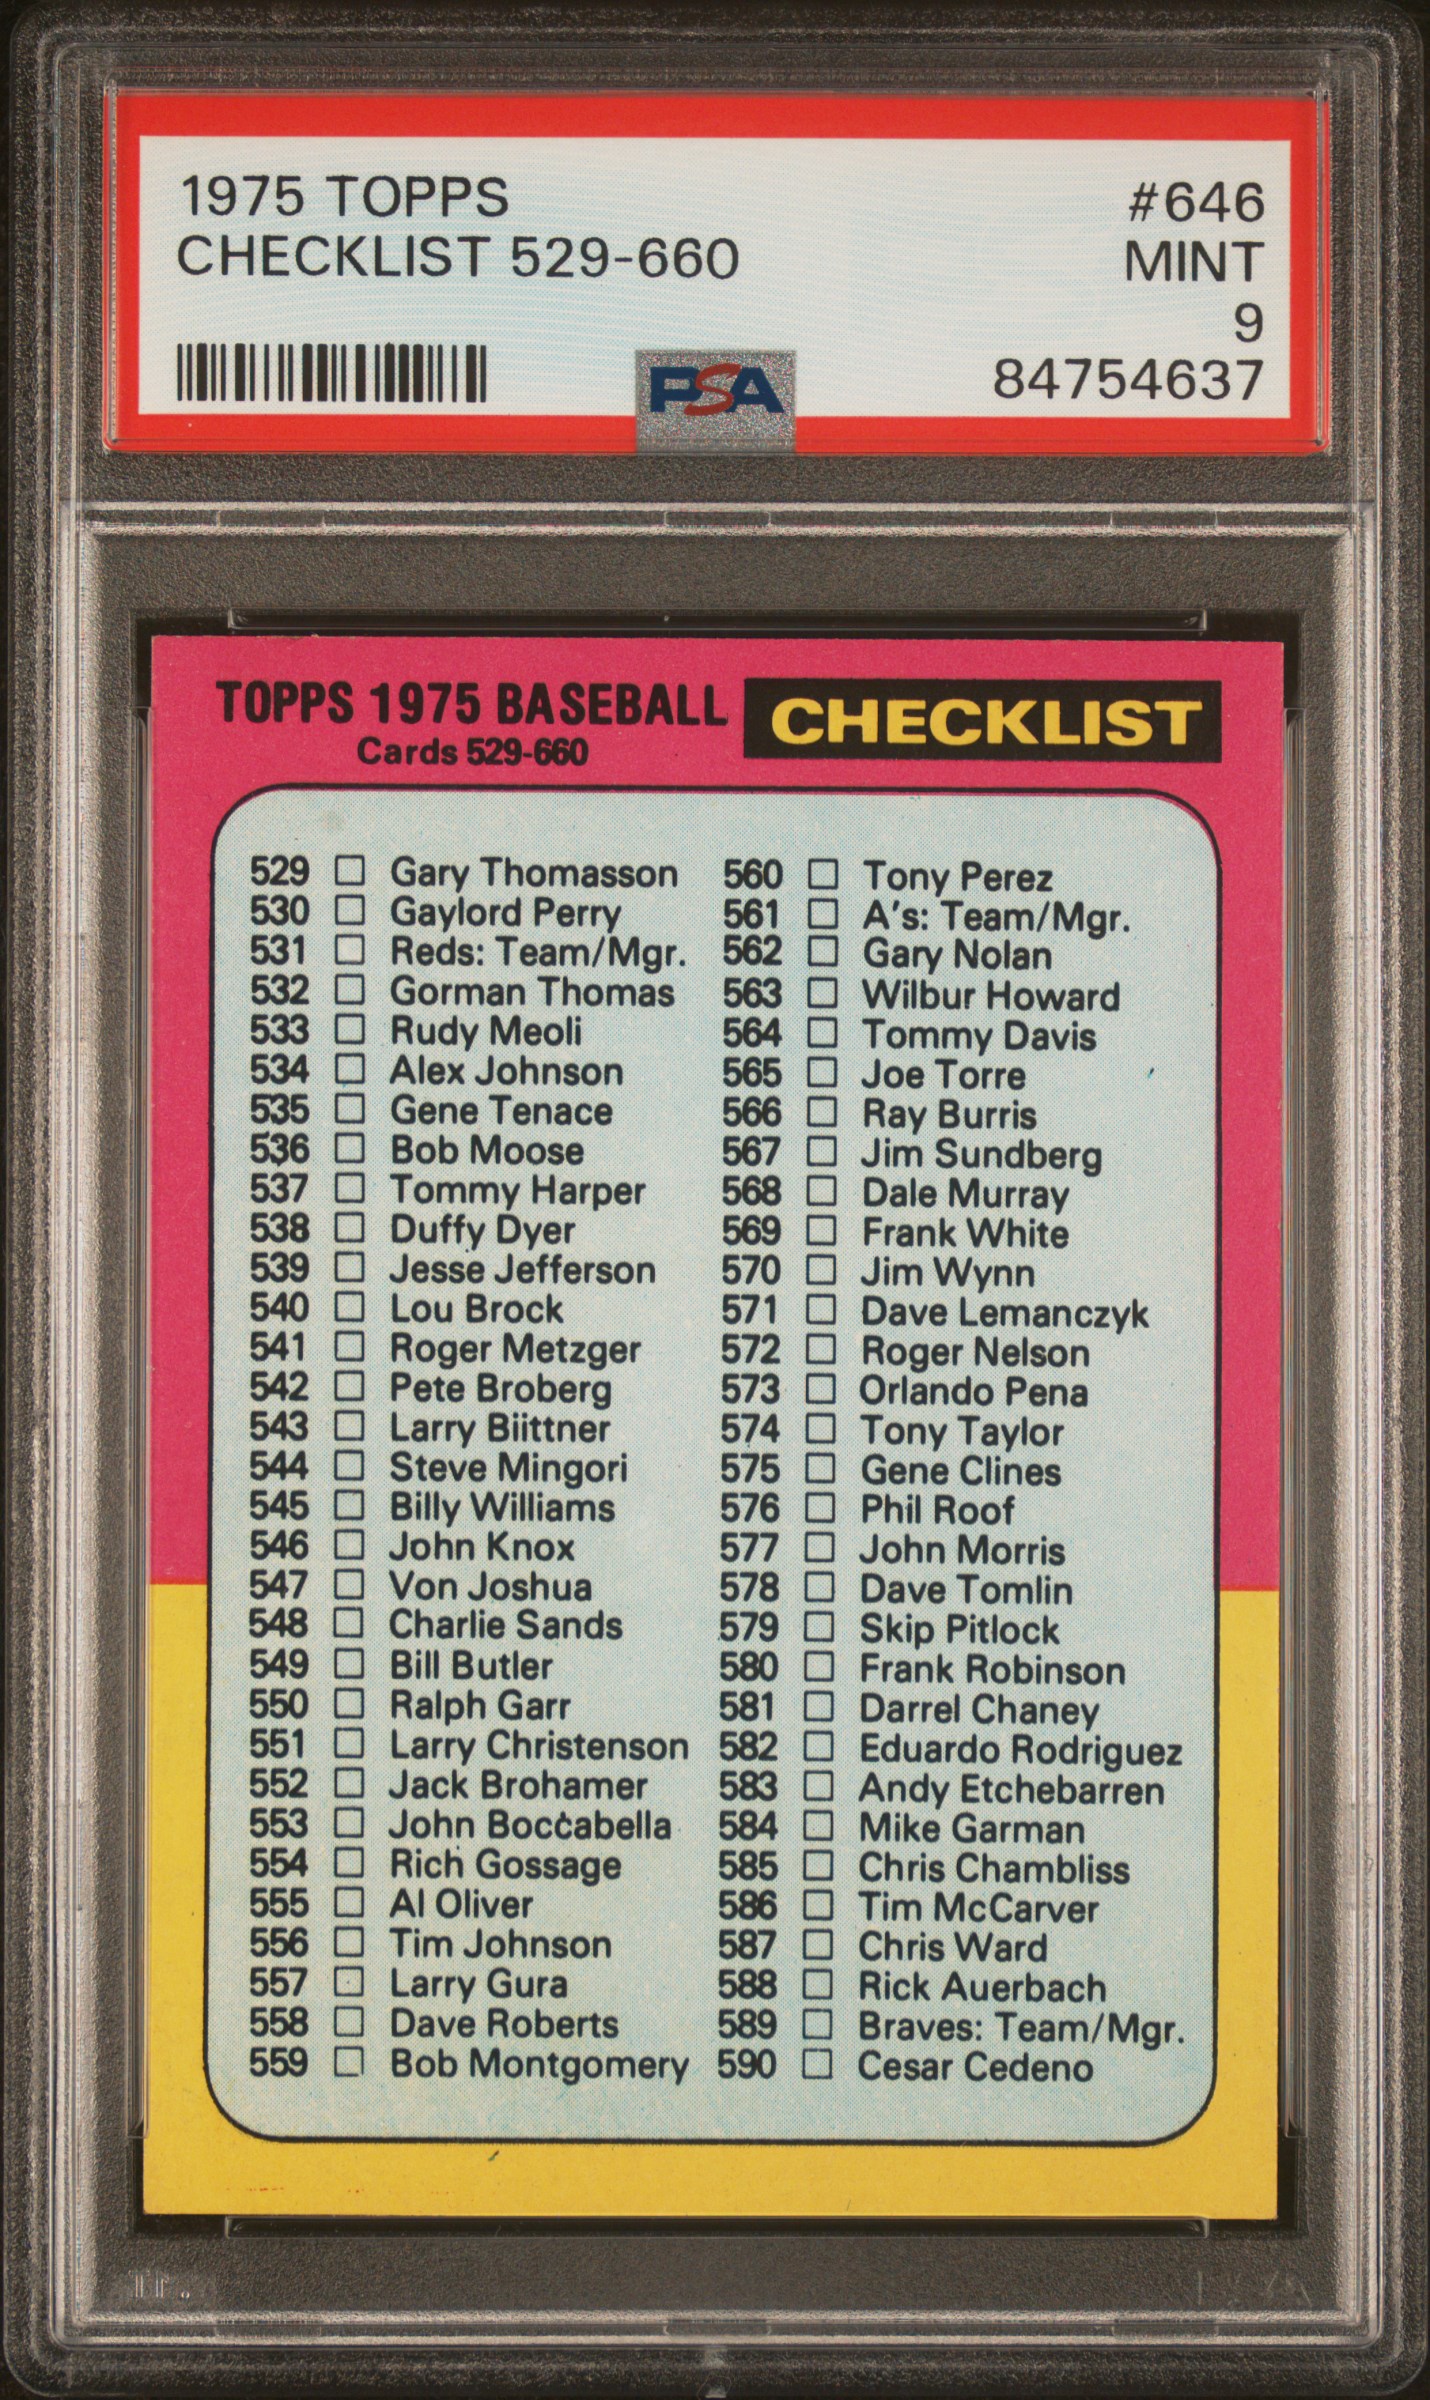 1975 TOPPS
CHECKLIST 529-660
#646
MINT
9
84754637
PSA
TOPPS 1975 BASEBALL
Cards 529-660
CHECKLIST
529 □ Gary Thomasson
530 □ Gaylord Perry
531 □ Reds: Team/Mgr.
532 □ Gorman Thomas
533 □ Rudy Meoli
534 □ Alex Johnson
535 □ Gene Tenace
536 □ Bob Moose
537 □ Tommy Harper
538 □ Duffy Dyer
539 □ Jesse Jefferson
540 □ Lou Brock
541 □ Roger Metzger
542 □ Pete Broberg
543 □ Larry Biittner
544 □ Steve Mingori
545 □ Billy Williams
546 □ John Knox
547 □ Von Joshua
548 □ Charlie Sands
549 □ Bill Butler
550 □ Ralph Garr
551 □ Larry Christenson
552 □ Jack Brohamer
553 □ John Boccabella
554 □ Rich Gossage
555 □ Al Oliver
556 □ Tim Johnson
557 □ Larry Gura
558 □ Dave Roberts
559 □ Bob Montgomery
560 □ Tony Perez
561 □ A's: Team/Mgr.
562 □ Gary Nolan
563 □ Wilbur Howard
564 □ Tommy Davis
565 □ Joe Torre
566 □ Ray Burris
567 □ Jim Sundberg
568 □ Dale Murray
569 □ Frank White
570 □ Jim Wynn
571 □ Dave Lemanczyk
572 □ Roger Nelson
573 □ Orlando Pena
574 □ Tony Taylor
575 □ Gene Clines
576 □ Phil Roof
577 □ John Morris
578 □ Dave Tomlin
579 □ Skip Pitlock
580 □ Frank Robinson
581 □ Darrel Chaney
582 □ Eduardo Rodriguez
583 □ Andy Etchebarren
584 □ Mike Garman
585 □ Chris Chambliss
586 □ Tim McCarver
587 □ Chris Ward
588 □ Rick Auerbach
589 □ Braves: Team/Mgr.
590 □ Cesar Cedeno